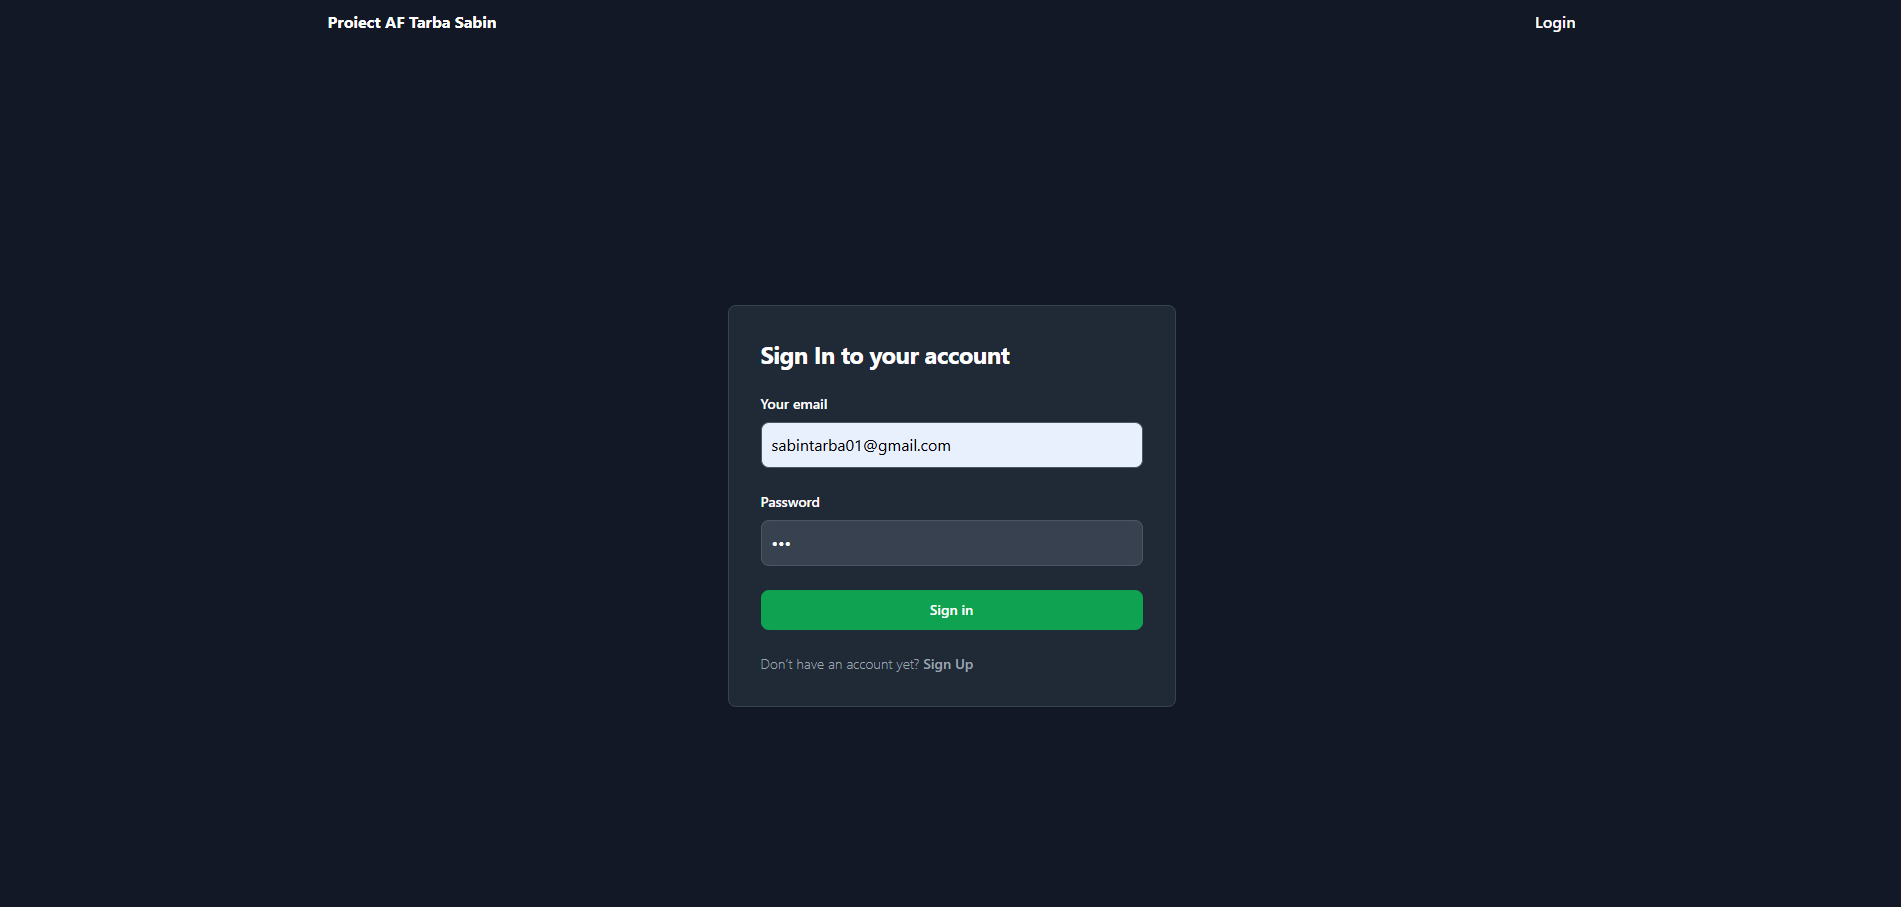 Proiect AF Tarba Sabin
Login
Sign In to your account
Your email
sabintarba01@gmail.com
Password
•••
Sign in
Don't have an account yet? Sign Up